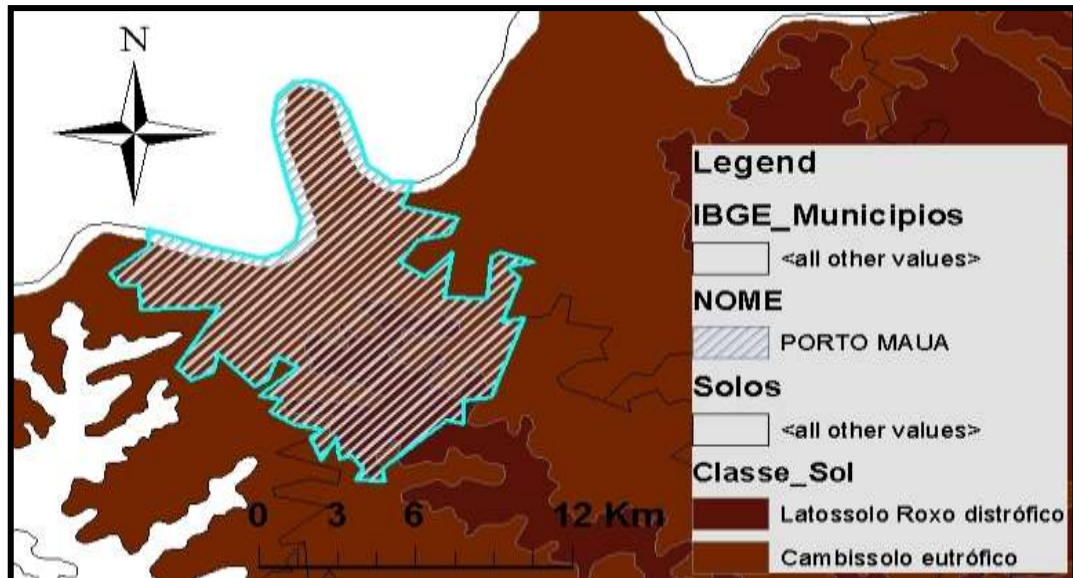 N
Legend
IBGE_Municipios
<all other values>
NOME
PORTO MAUA
Solos
<all other values>
Classe_Sol
Latossolo Roxo distrófico
Cambissolo eutrófico
0 3 6 12 Km